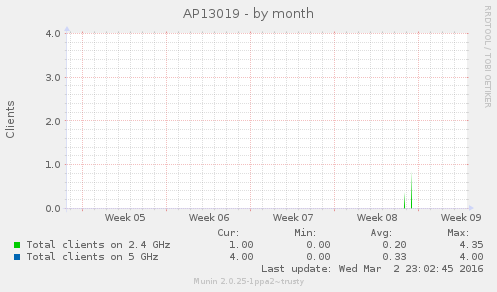 AP13019 - by month
RRDTOOL / TOBI OETIKER
Clients
4.0
3.0
2.0
1.0
0.0
Week 05 Week 06 Week 07 Week 08 Week 09
Cur: Min: Avg: Max:
Total clients on 2.4 GHz 1.00 0.00 0.20 4.35
Total clients on 5 GHz 4.00 0.00 0.33 4.00
Last update: Wed Mar 2 23:02:45 2016
Munin 2.0.25-1ppa2~trusty